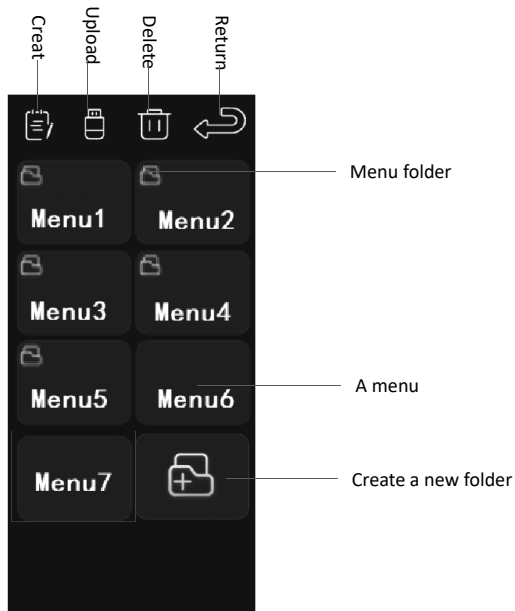 Creat
Upload
Delete
Return
Menu folder
Menu1
Menu2
Menu3
Menu4
A menu
Menu5
Menu6
Menu7
Create a new folder